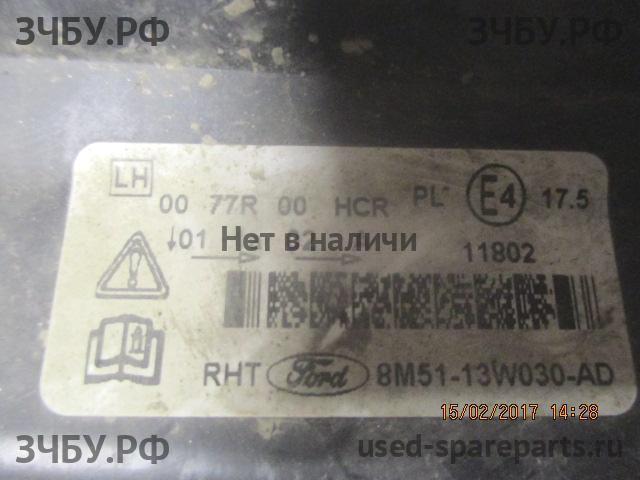 ЗЧБУ.РФ
ЗЧБУ.РФ
LH
00 77R 00 HCR PL E4 17.5
↓01
Нет в наличи
11802
RHT Ford 8M51-13W030-AD
15/02/2017 14:28
ЗЧБУ.РФ
used-spareparts.ru